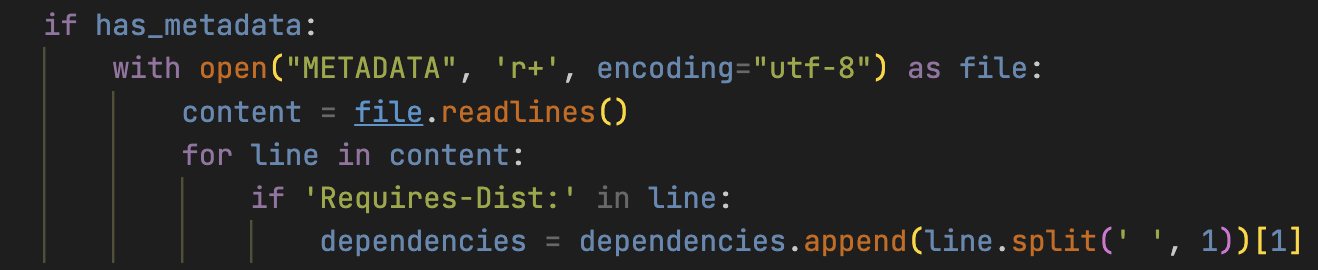 if has_metadata:
with open("METADATA", 'r+', encoding="utf-8") as file:
content = file.readlines()
for line in content:
if 'Requires-Dist:' in line:
dependencies = dependencies.append(line.split(' ', 1))[1]